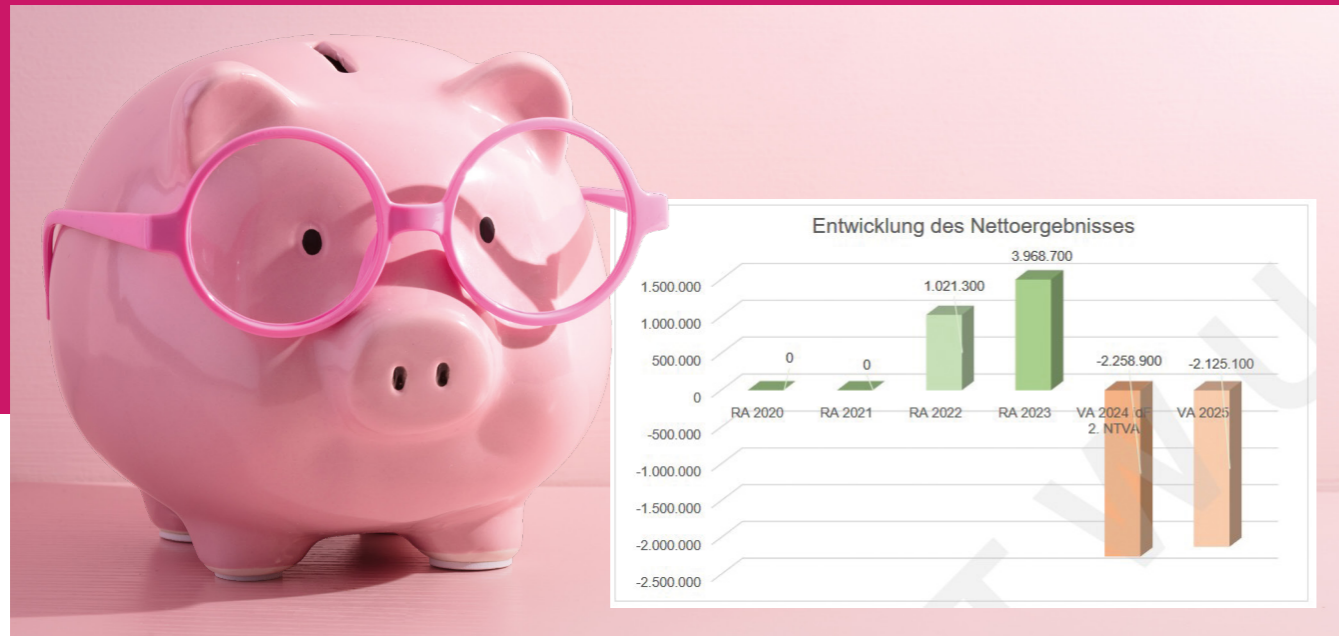 Entwicklung des Nettoergebnisses
3.968.700
1.500.000
1.021.300
1.000.000
500.000
0
0
-2.258.900
-2.125.100
0
RA 2020
RA 2021
RA 2022
RA 2023
VA 2024 dF
VA 2025
2. NTVA
-500.000
-1.000.000
-1.500.000
-2.000.000
-2.500.000
T WU